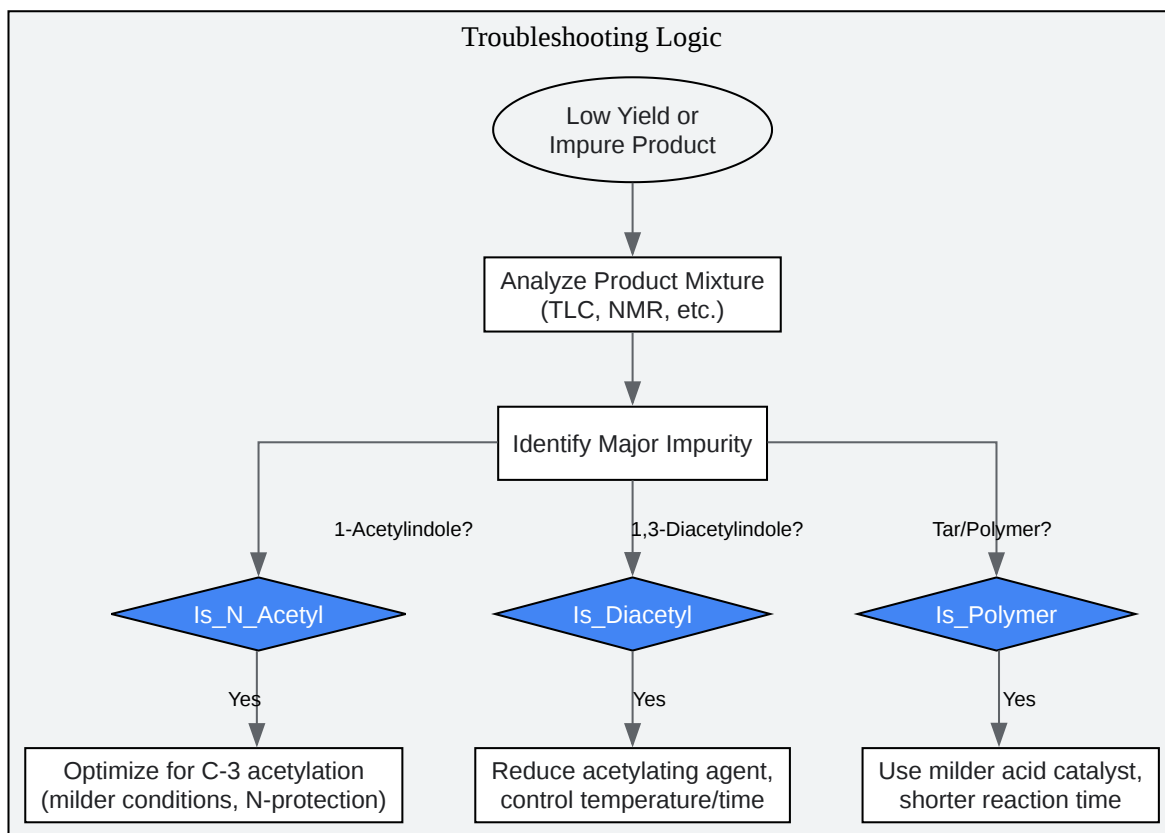 Troubleshooting Logic
Low Yield or
Impure Product
Analyze Product Mixture
(TLC, NMR, etc.)
Identify Major Impurity
1-Acetylindole?
1,3-Diacetylindole?
Tar/Polymer?
Is_N_Acetyl
Is_Diacetyl
Is_Polymer
Yes
Yes
Yes
Optimize for C-3 acetylation
(milder conditions, N-protection)
Reduce acetylating agent,
control temperature/time
Use milder acid catalyst,
shorter reaction time